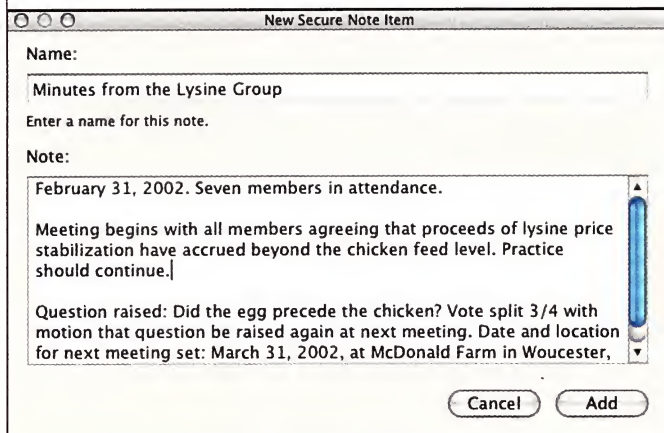 New Secure Note Item
Name:
Minutes from the Lysine Group
Enter a name for this note.
Note:
February 31, 2002. Seven members in attendance.
Meeting begins with all members agreeing that proceeds of lysine price
stabilization have accrued beyond the chicken feed level. Practice
should continue.
Question raised: Did the egg precede the chicken? Vote split 3/4 with
motion that question be raised again at next meeting. Date and location
for next meeting set: March 31, 2002, at McDonald Farm in Woucester,
Cancel Add